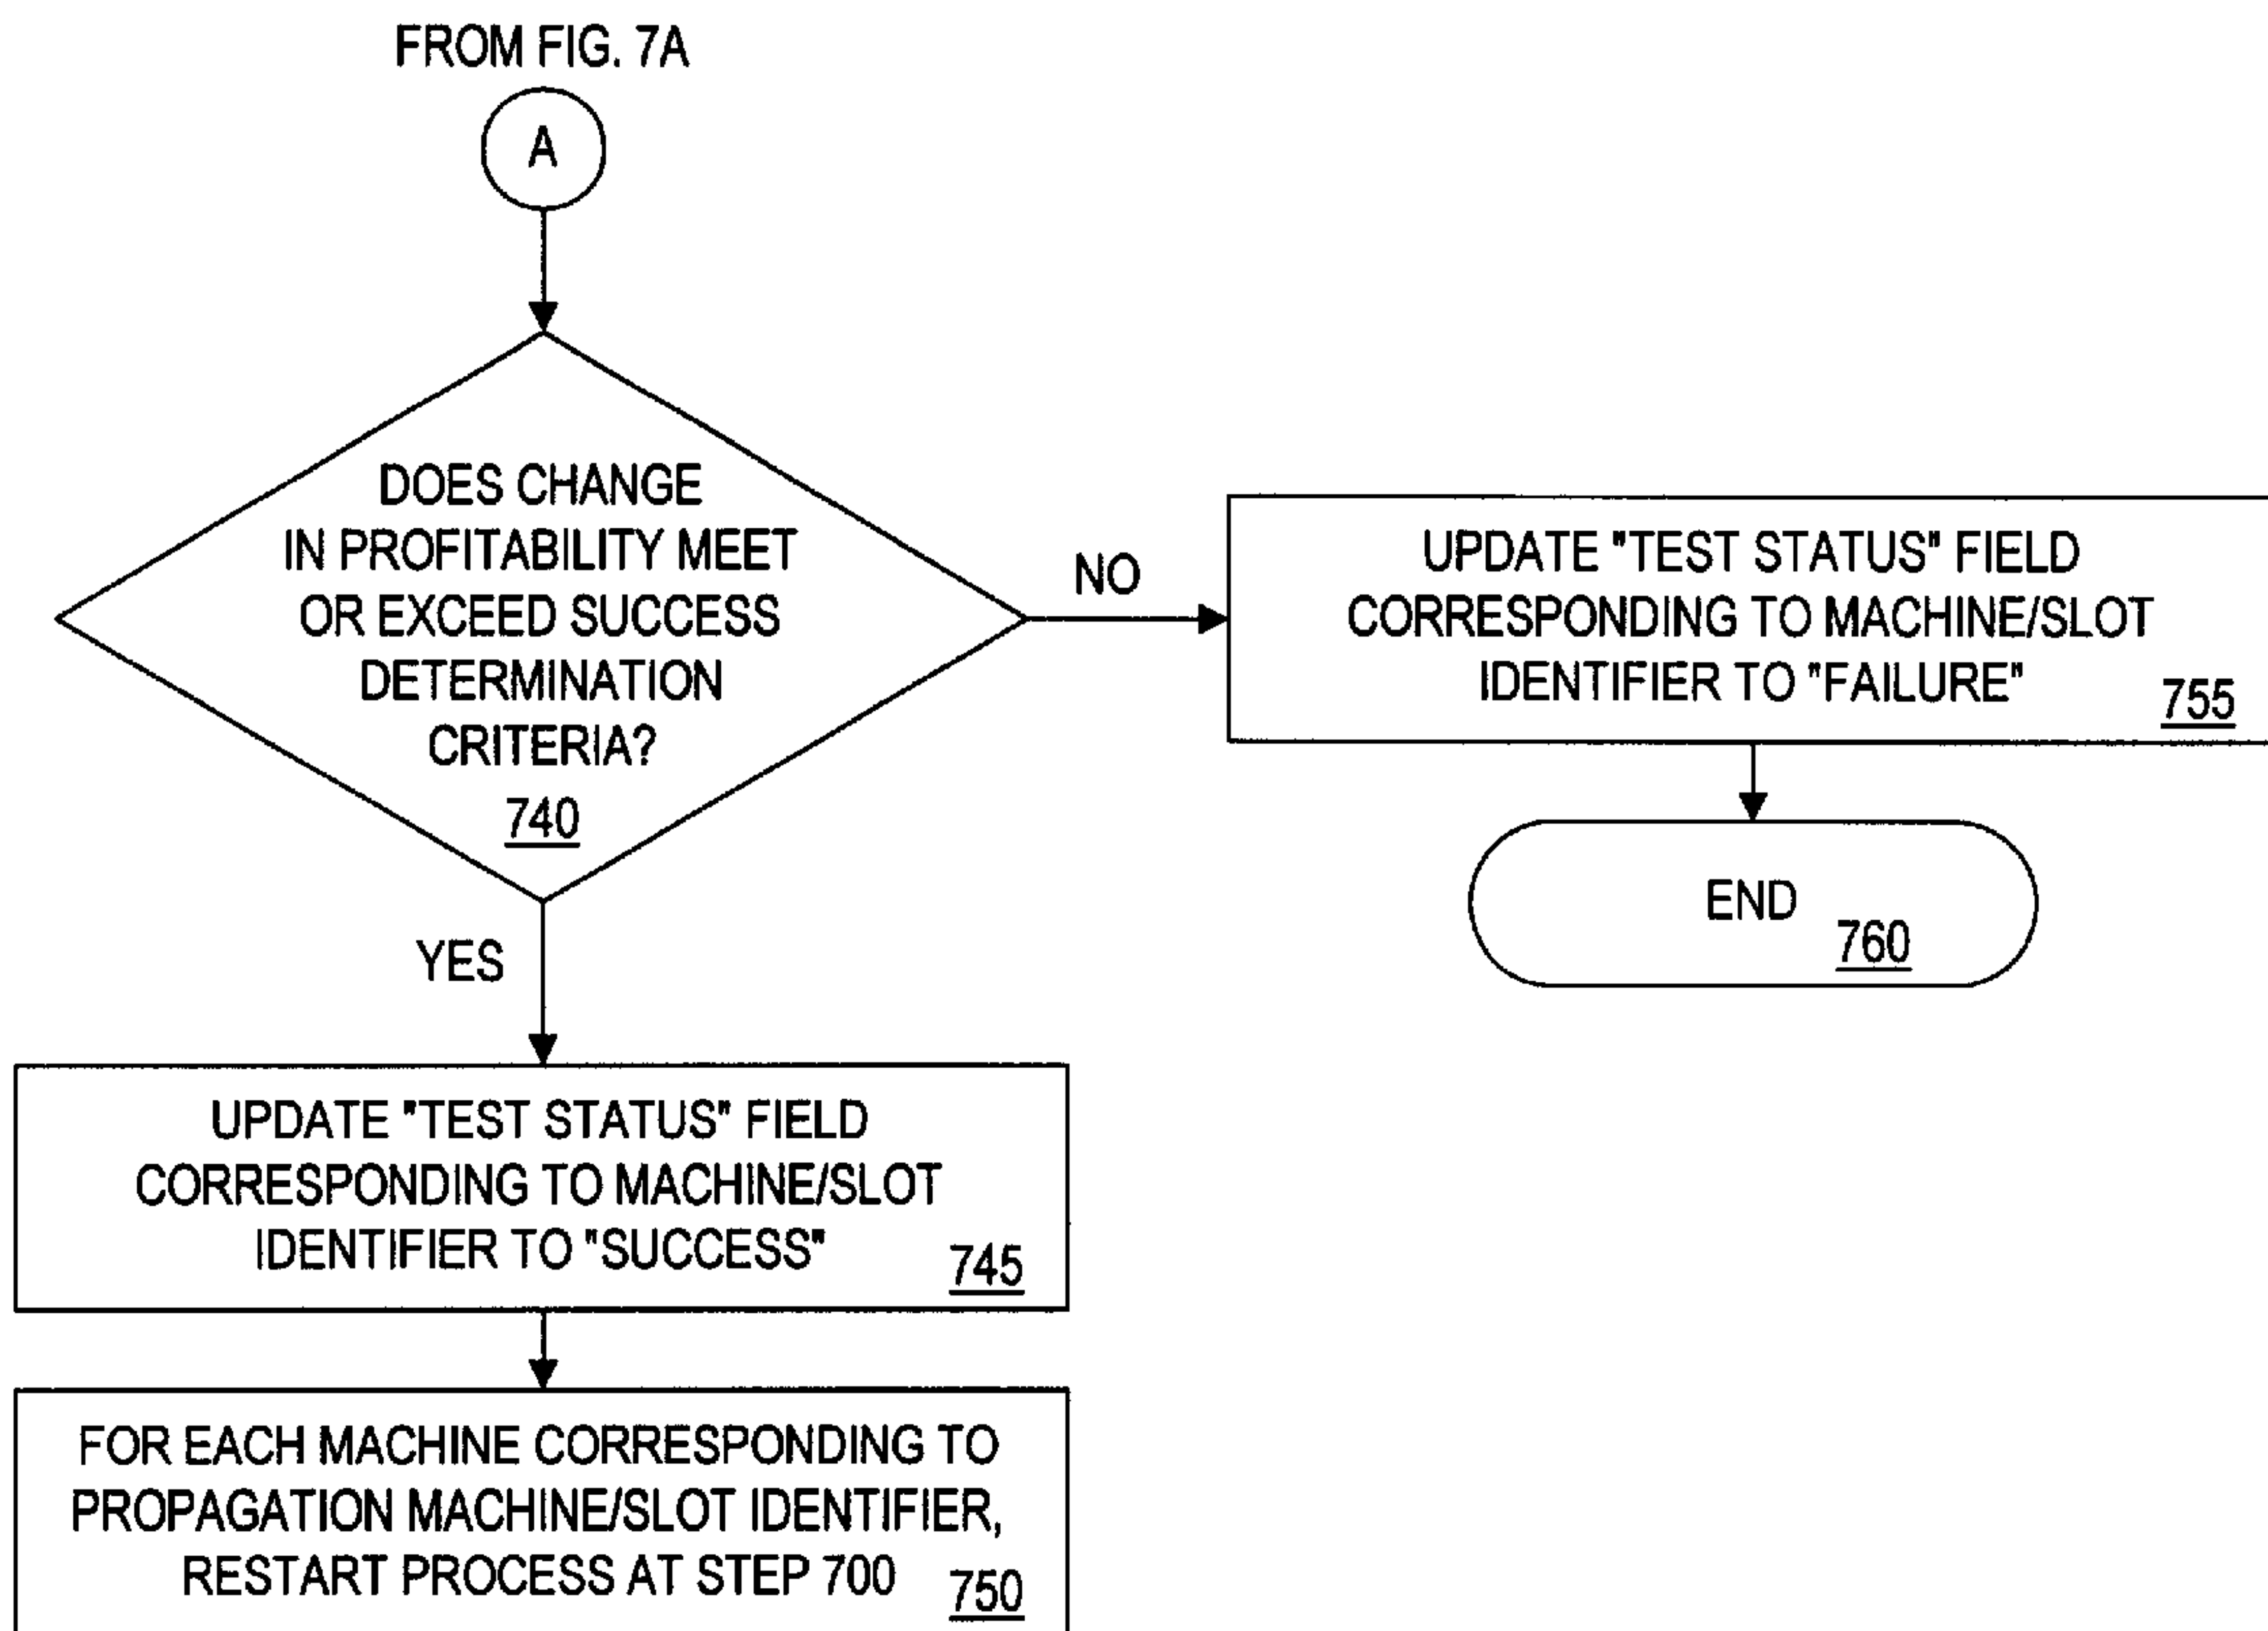 FROM FIG. 7A
A
DOES CHANGE
IN PROFITABILITY MEET
OR EXCEED SUCCESS
DETERMINATION
CRITERIA?
740
NO
UPDATE "TEST STATUS" FIELD
CORRESPONDING TO MACHINE/SLOT
IDENTIFIER TO "FAILURE"
755
END
760
YES
UPDATE "TEST STATUS" FIELD
CORRESPONDING TO MACHINE/SLOT
IDENTIFIER TO "SUCCESS"
745
FOR EACH MACHINE CORRESPONDING TO
PROPAGATION MACHINE/SLOT IDENTIFIER,
RESTART PROCESS AT STEP 700
750